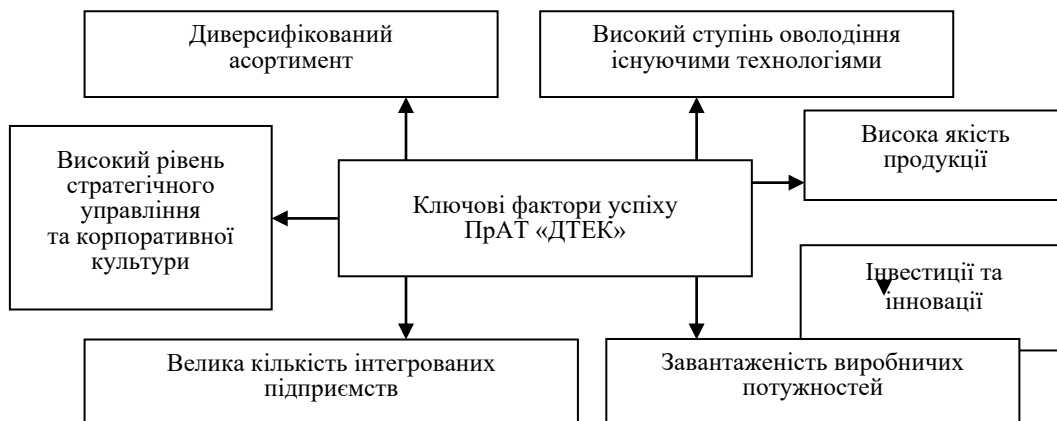 Диверсифікований
асортимент
Високий ступінь оволодіння
існуючими технологіями
Високий рівень
стратегічного
управління
та корпоративної
культури
Ключові фактори успіху
ПрАТ «ДТЕК»
Висока якість
продукції
Інвестиції та
інновації
Велика кількість інтегрованих
підприємств
Завантаженість виробничих
потужностей